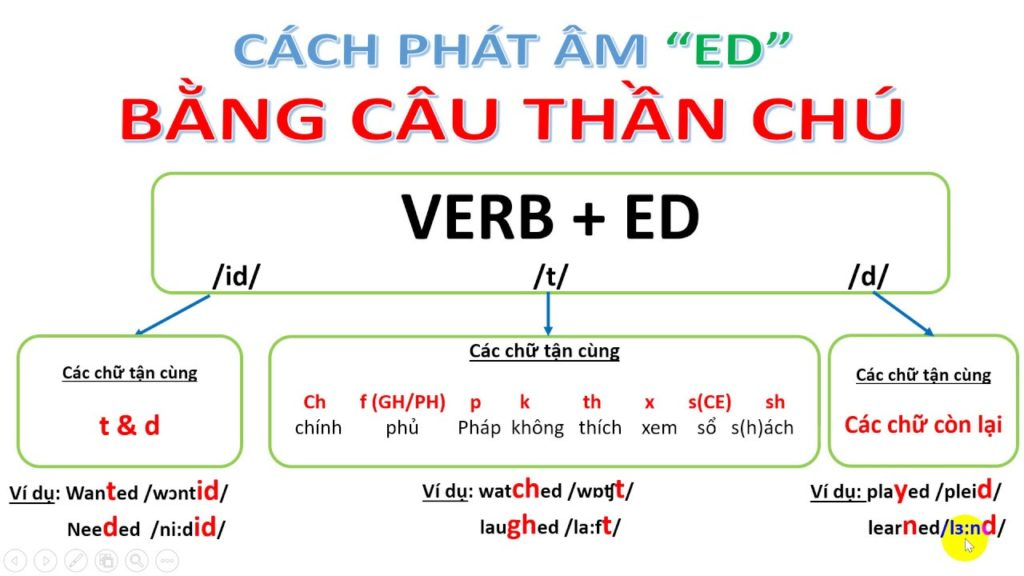 CÁCH PHÁT ÂM “ED”
BẰNG CÂU THẦN CHÚ
VERB + ED
/id/ /t/ /d/
Các chữ tận cùng
t & d
Các chữ tận cùng
Ch f (GH/PH) p k th x s(CE) sh
chính phủ Pháp không thích xem sổ s(h)ách
Các chữ tận cùng
Các chữ còn lại
Ví dụ: Wanted /wɔntid/
Needed /ni:did/
Ví dụ: watched /wɒʧt/
laughed /la:ft/
Ví dụ: played /pleid/
learned/lɜ:nd/